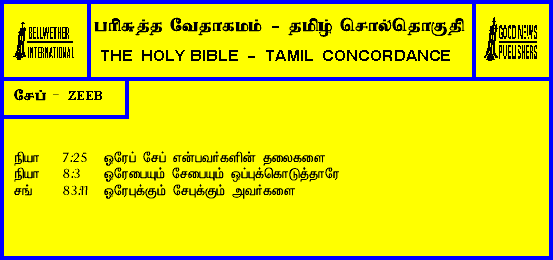 BELLWETHER
INTERNATIONAL
பரிசுத்த வேதாகமம் - தமிழ் சொல்தொகுதி
THE HOLY BIBLE - TAMIL CONCORDANCE
GOOD NEWS
PUBLISHERS
சேப் - ZEEB
நியா 7:25 ஓரேப் சேப் என்பவர்களின் தலைகளை
நியா 8:3 ஓரேபையும் சேபையும் ஒப்புக்கொடுத்தாரே
சங் 83:11 ஓரேபுக்கும் சேபுக்கும் அவர்களை